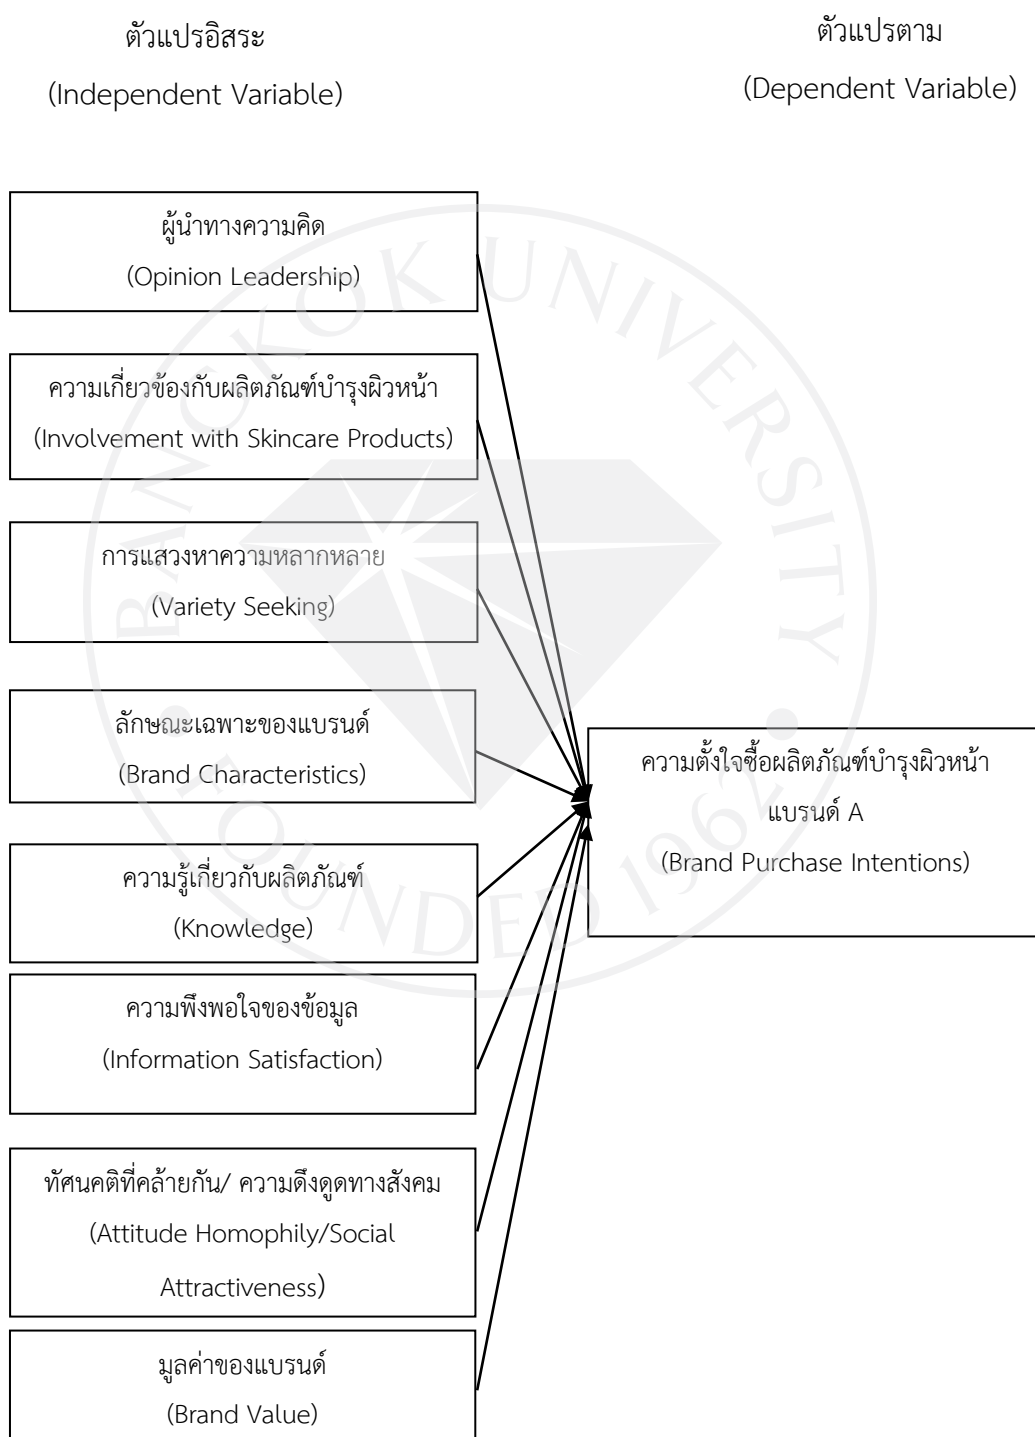 ตัวแปรอิสระ
(Independent Variable)
ตัวแปรตาม
(Dependent Variable)
ผู้นำทางความคิด
(Opinion Leadership)
ความเกี่ยวข้องกับผลิตภัณฑ์บำรุงผิวหน้า
(Involvement with Skincare Products)
การแสวงหาความหลากหลาย
(Variety Seeking)
ลักษณะเฉพาะของแบรนด์
(Brand Characteristics)
ความรู้เกี่ยวกับผลิตภัณฑ์
(Knowledge)
ความพึงพอใจของข้อมูล
(Information Satisfaction)
ทัศนคติที่คล้ายกัน/ ความดึงดูดทางสังคม
(Attitude Homophily/Social
Attractiveness)
มูลค่าของแบรนด์
(Brand Value)
ความตั้งใจซื้อผลิตภัณฑ์บำรุงผิวหน้า
แบรนด์ A
(Brand Purchase Intentions)
BANGKOK UNIVERSITY
FOUNDED 1962